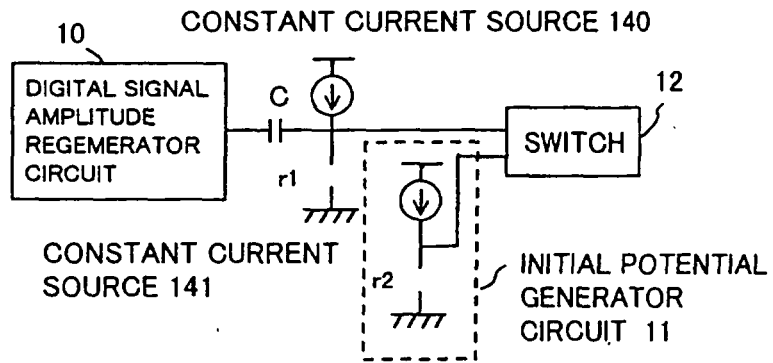 CONSTANT CURRENT SOURCE 140
10
DIGITAL SIGNAL
AMPLITUDE
REGEMERATOR
CIRCUIT
C
12
SWITCH
r1
CONSTANT CURRENT
SOURCE 141
r2
INITIAL POTENTIAL
GENERATOR
CIRCUIT 11